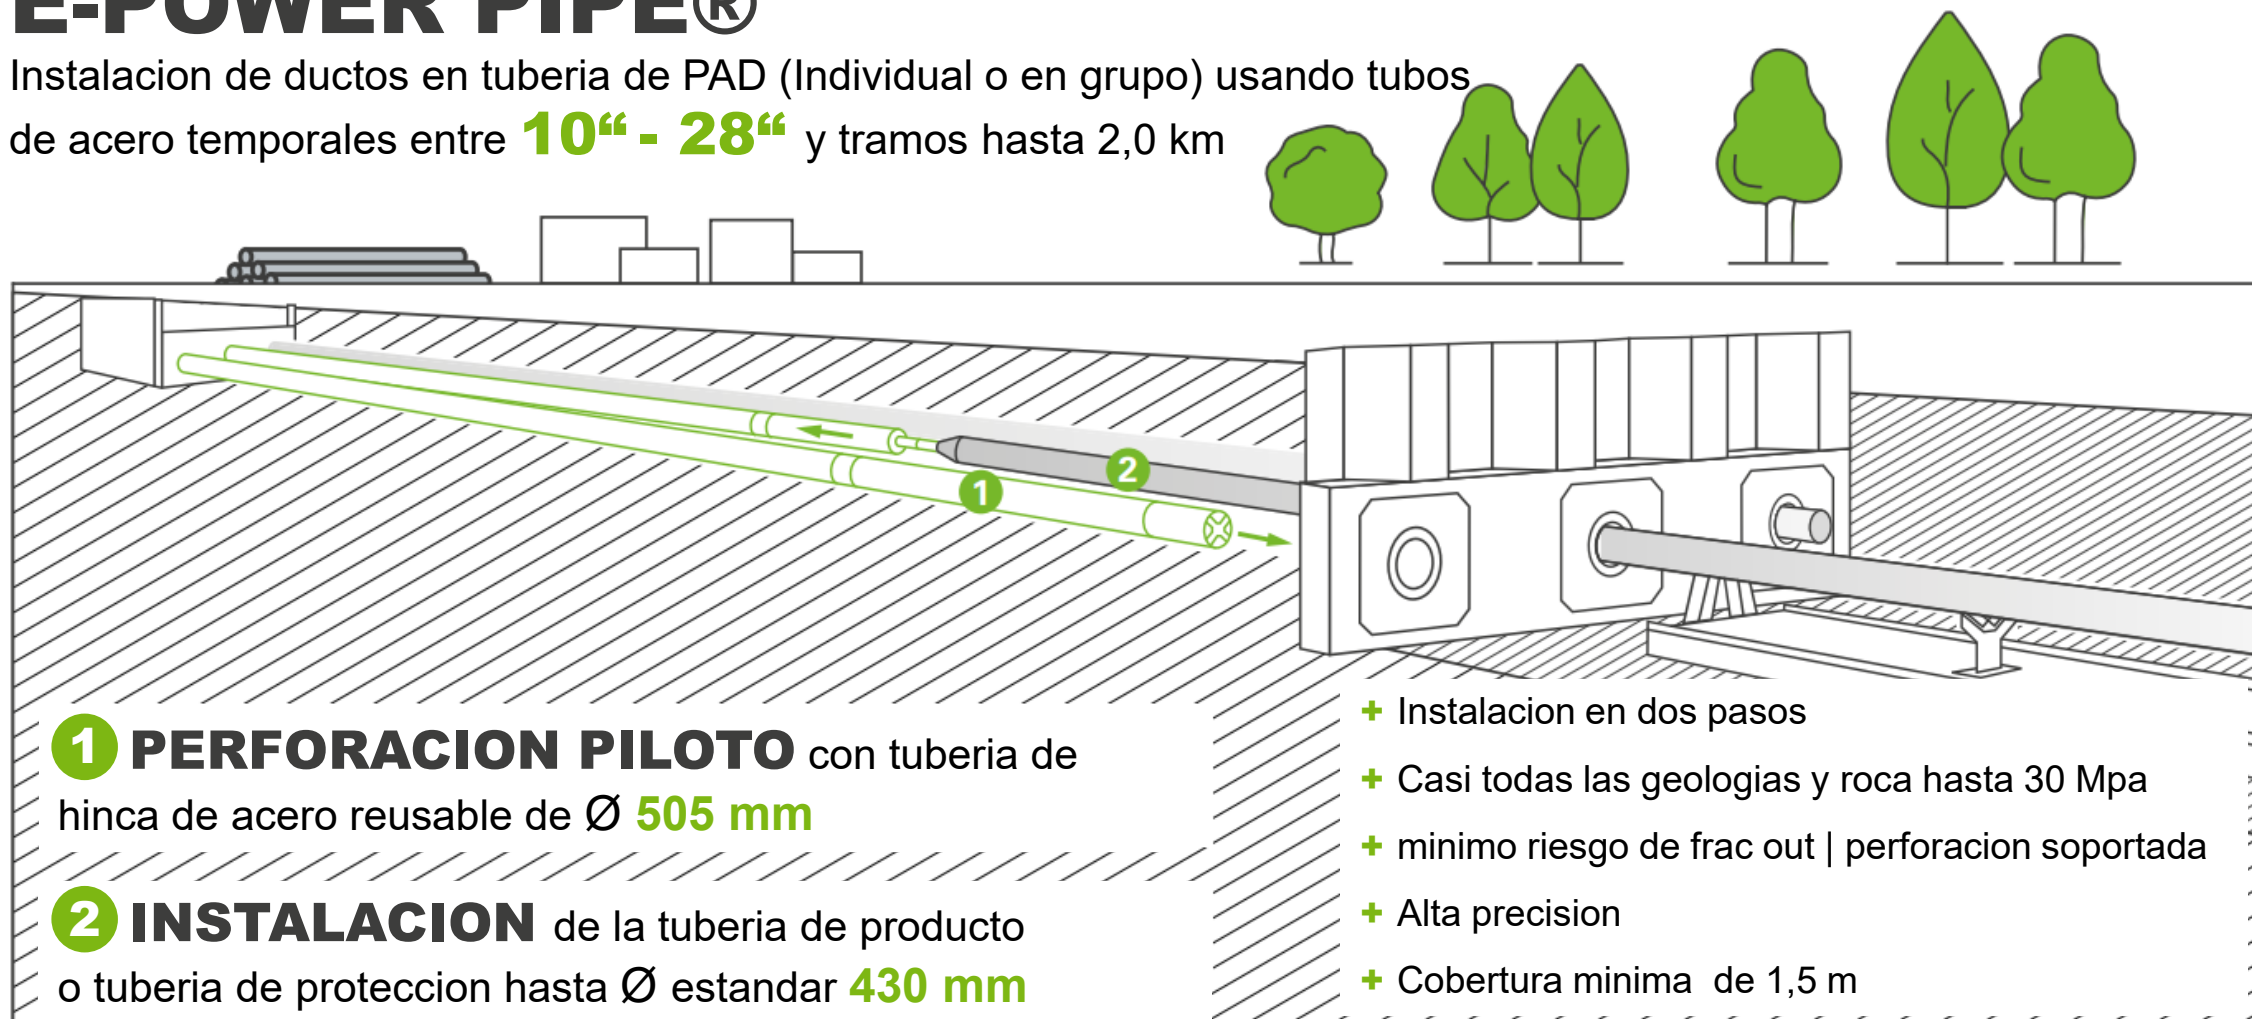 E-POWER PIPE®
Instalacion de ductos en tuberia de PAD (Individual o en grupo) usando tubos
de acero temporales entre 10“ - 28“ y tramos hasta 2,0 km
2
1
1 PERFORACION PILOTO con tuberia de
hinca de acero reusable de Ø 505 mm
2 INSTALACION de la tuberia de producto
o tuberia de proteccion hasta Ø estandar 430 mm
+ Instalacion en dos pasos
+ Casi todas las geologias y roca hasta 30 Mpa
+ minimo riesgo de frac out | perforacion soportada
+ Alta precision
+ Cobertura minima de 1,5 m